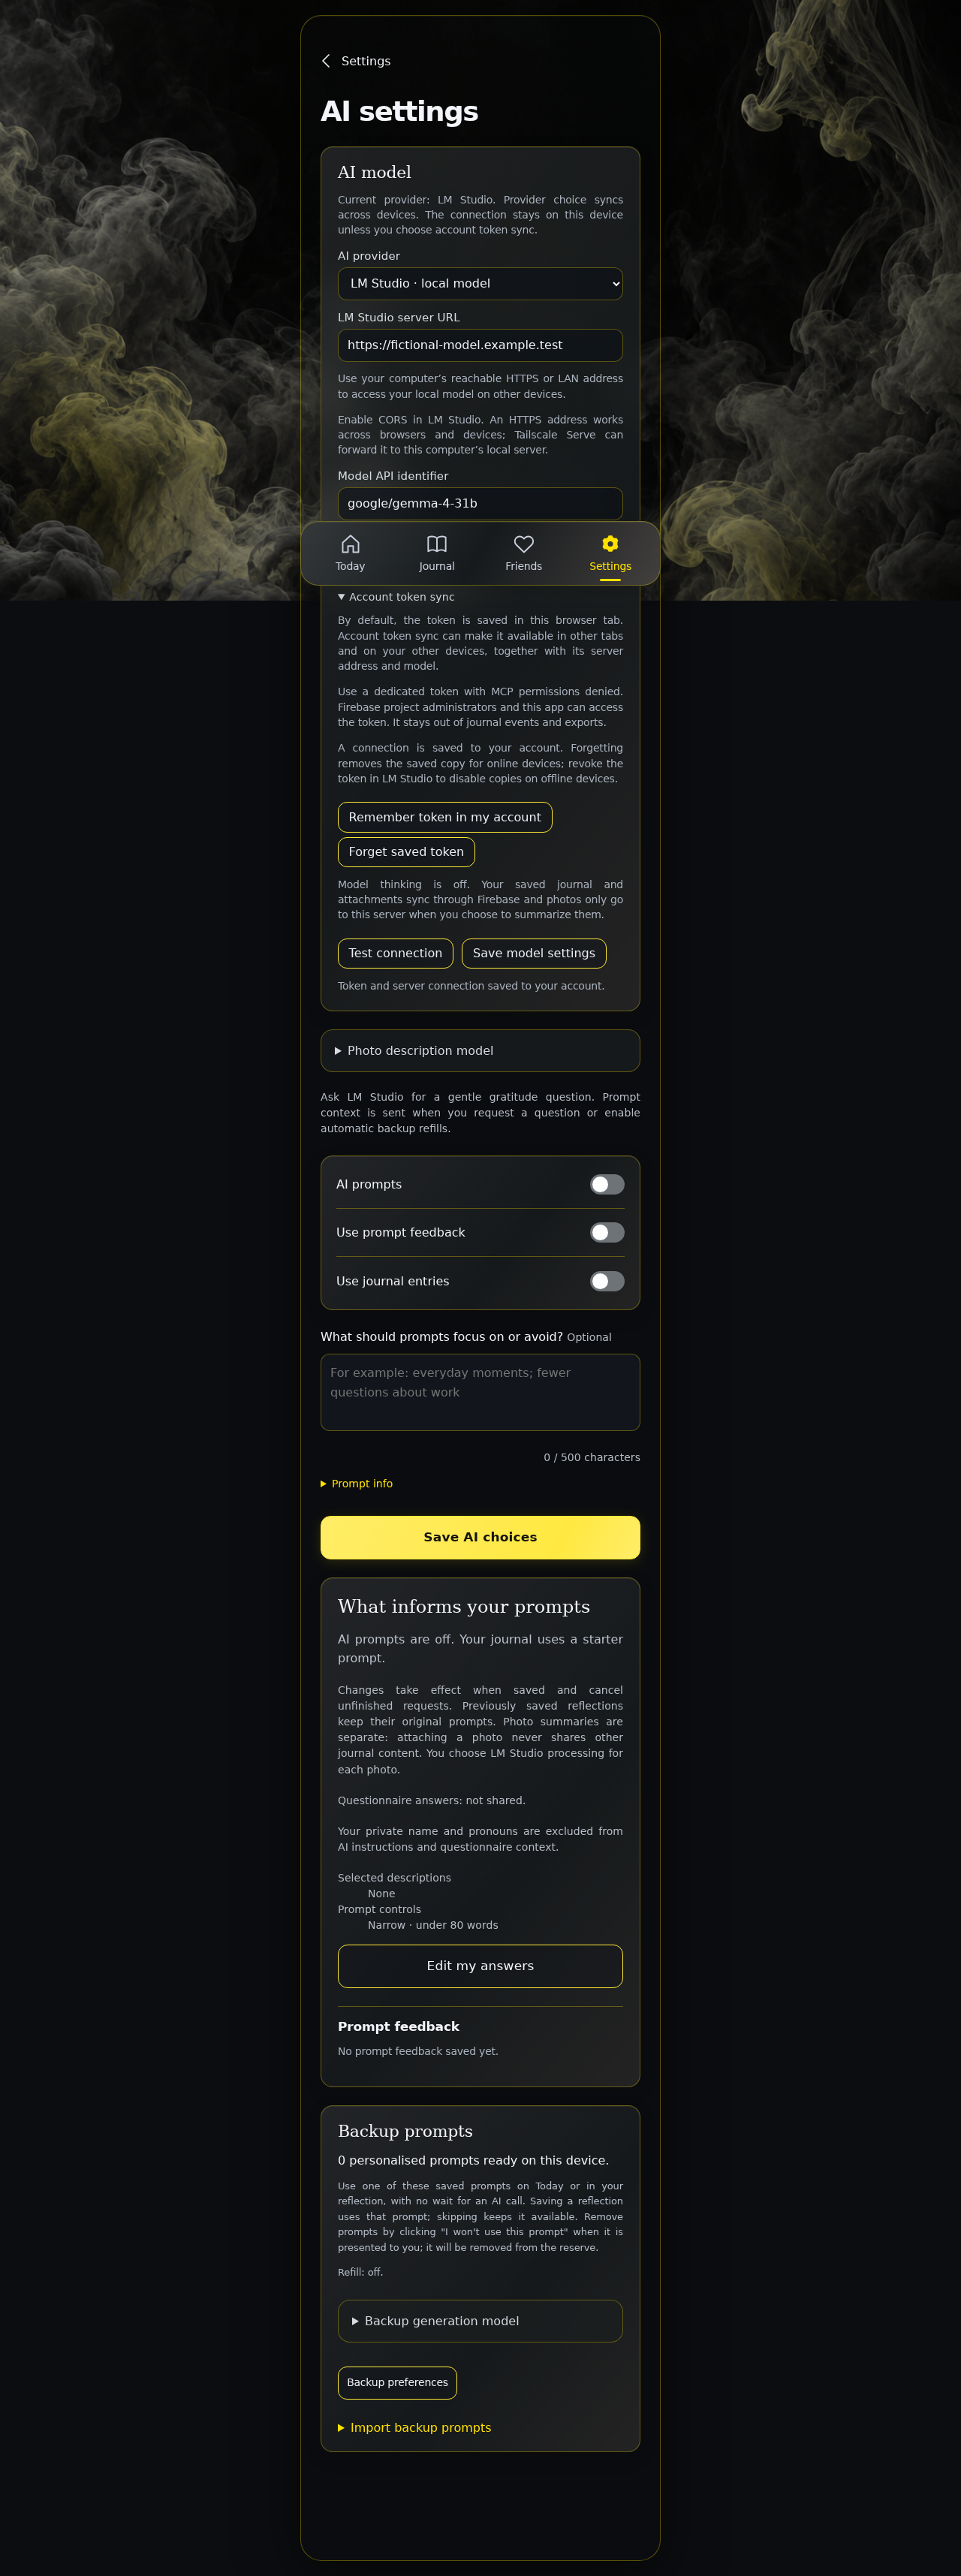 Settings
AI settings
AI model
Current provider: LM Studio. Provider choice syncs
across devices. The connection stays on this device
unless you choose account token sync.
AI provider
LM Studio · local model
LM Studio server URL
https://fictional-model.example.test
Use your computer’s reachable HTTPS or LAN address
to access your local model on other devices.
Enable CORS in LM Studio. An HTTPS address works
across browsers and devices; Tailscale Serve can
forward it to this computer’s local server.
Model API identifier
google/gemma-4-31b
Today Journal Friends Settings
Account token sync
By default, the token is saved in this browser tab.
Account token sync can make it available in other tabs
and on your other devices, together with its server
address and model.
Use a dedicated token with MCP permissions denied.
Firebase project administrators and this app can access
the token. It stays out of journal events and exports.
A connection is saved to your account. Forgetting
removes the saved copy for online devices; revoke the
token in LM Studio to disable copies on offline devices.
Remember token in my account
Forget saved token
Model thinking is off. Your saved journal and
attachments sync through Firebase and photos only go
to this server when you choose to summarize them.
Test connection Save model settings
Token and server connection saved to your account.
Photo description model
Ask LM Studio for a gentle gratitude question. Prompt
context is sent when you request a question or enable
automatic backup refills.
AI prompts
Use prompt feedback
Use journal entries
What should prompts focus on or avoid? Optional
For example: everyday moments; fewer
questions about work
0 / 500 characters
Prompt info
Save AI choices
What informs your prompts
AI prompts are off. Your journal uses a starter
prompt.
Changes take effect when saved and cancel
unfinished requests. Previously saved reflections
keep their original prompts. Photo summaries are
separate: attaching a photo never shares other
journal content. You choose LM Studio processing for
each photo.
Questionnaire answers: not shared.
Your private name and pronouns are excluded from
AI instructions and questionnaire context.
Selected descriptions
None
Prompt controls
Narrow · under 80 words
Edit my answers
Prompt feedback
No prompt feedback saved yet.
Backup prompts
0 personalised prompts ready on this device.
Use one of these saved prompts on Today or in your
reflection, with no wait for an AI call. Saving a reflection
uses that prompt; skipping keeps it available. Remove
prompts by clicking "I won't use this prompt" when it is
presented to you; it will be removed from the reserve.
Refill: off.
Backup generation model
Backup preferences
Import backup prompts